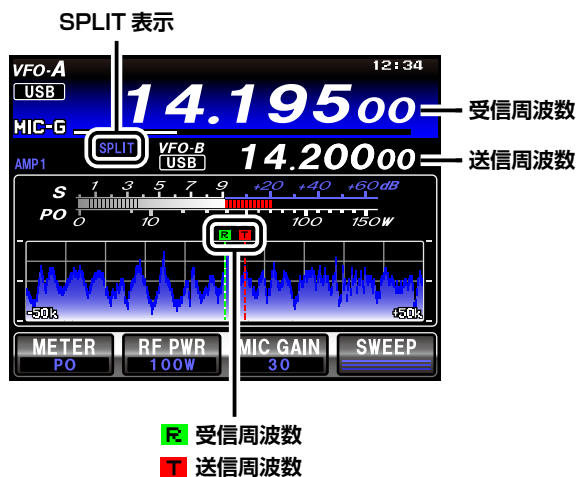 SPLIT 表示
VFO-A
12:34
USB
14.19500
受信周波数
MIC-G
SPLIT
VFO-B
AMP1
USB
14.20000
送信周波数
S 1 3 5 7 9 +20 +40 +60dB
PO 0 10 100 150W
R T
-50k +50k
METER RF PWR MIC GAIN SWEEP
PO 100W 30
R 受信周波数
T 送信周波数